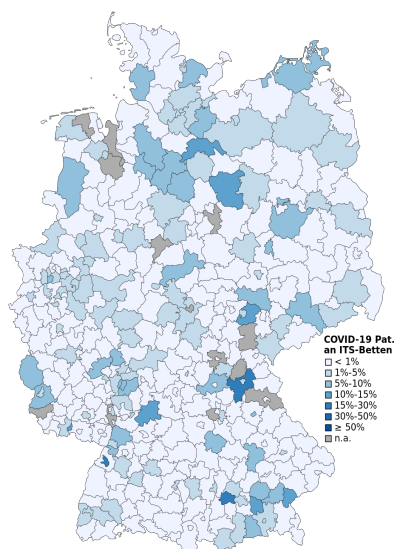 COVID-19 Pat.
an ITS-Betten
< 1%
1%-5%
5%-10%
10%-15%
15%-30%
30%-50%
≥ 50%
n.a.